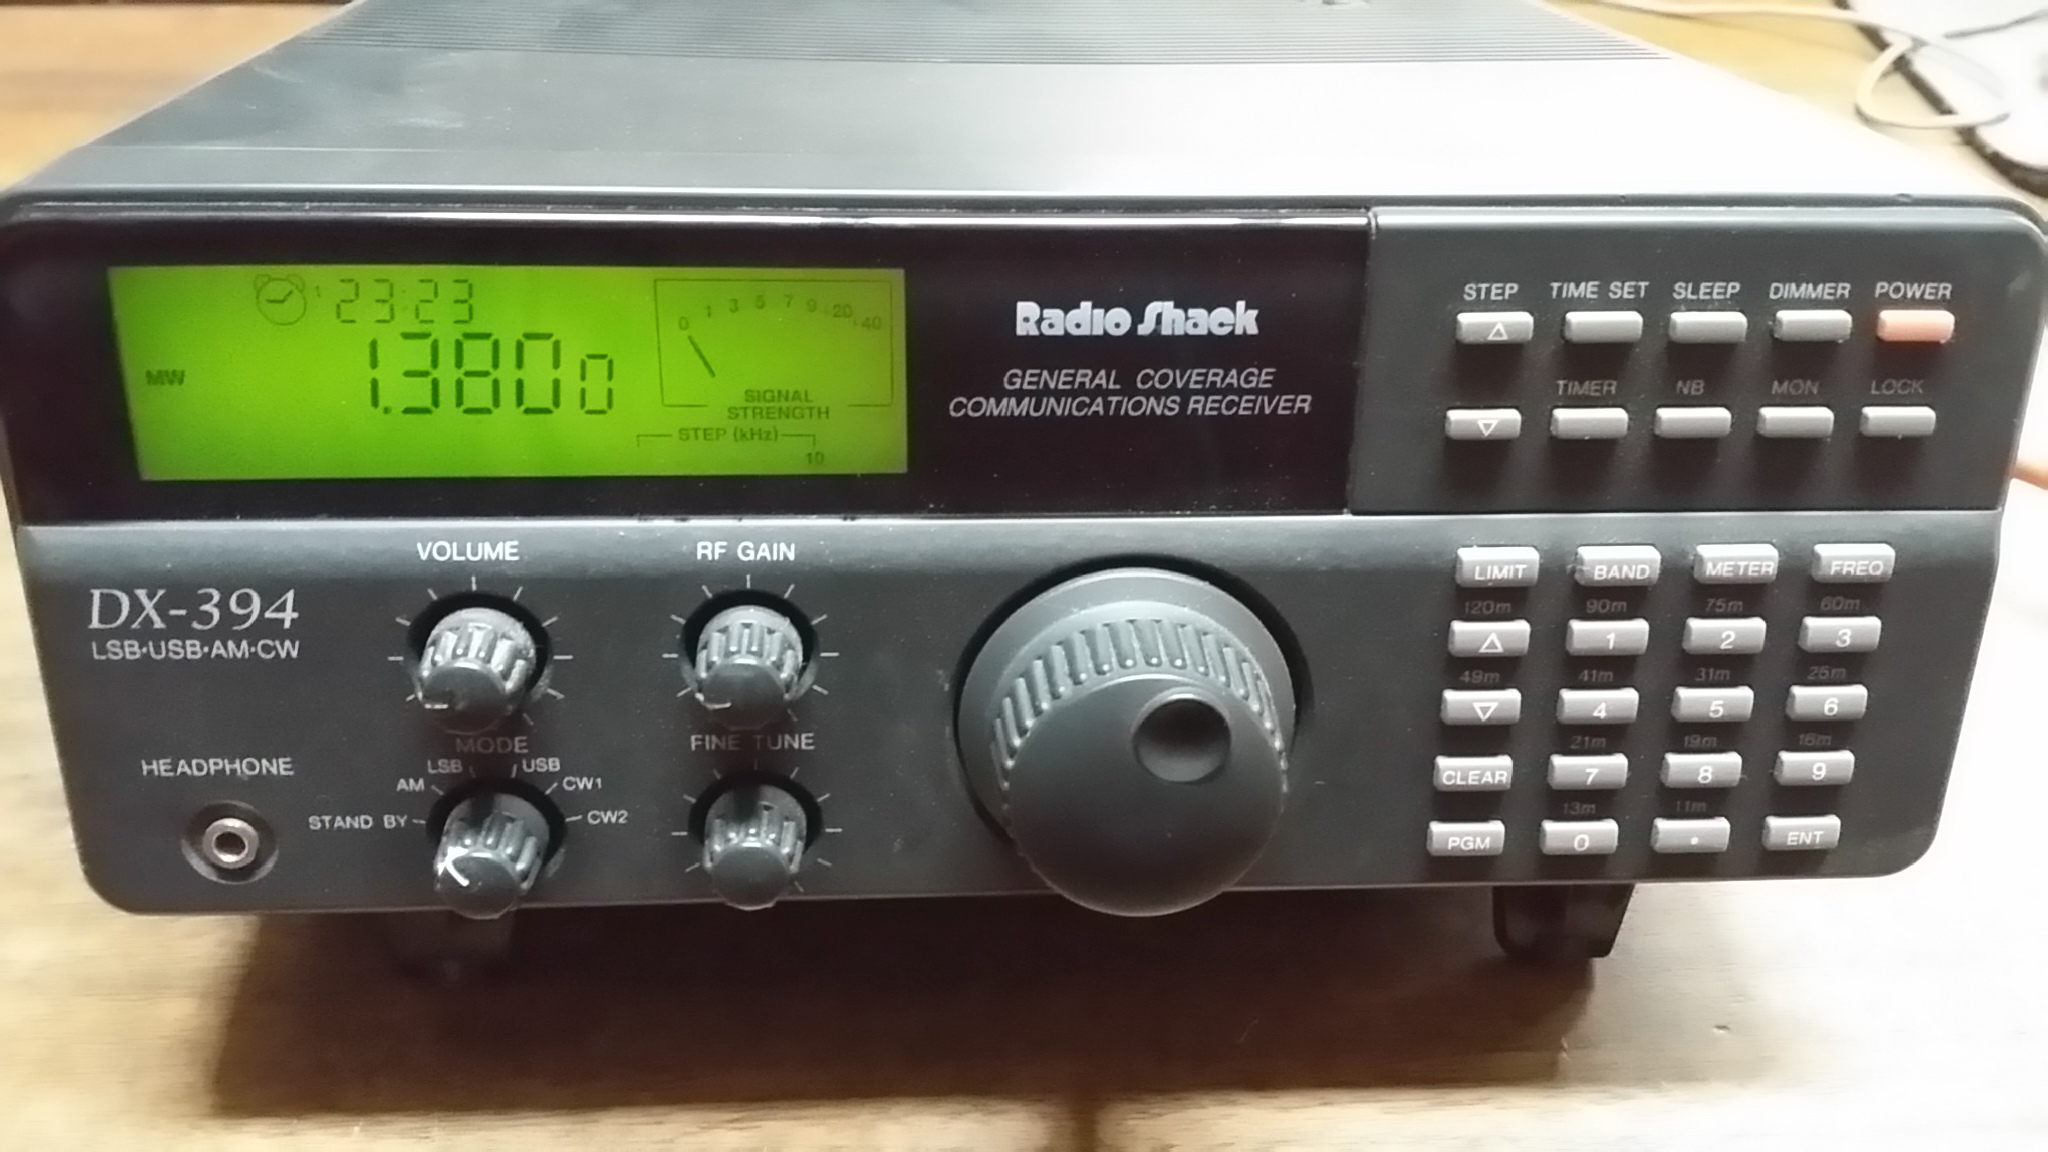 1 23:23
MW 1.3800
0 1 3 5 7 9 +20 +40
SIGNAL
STRENGTH
STEP (kHz)
10
Radio Shack
GENERAL COVERAGE
COMMUNICATIONS RECEIVER
STEP TIME SET SLEEP DIMMER POWER
TIMER NB MON LOCK
DX-394
LSB·USB·AM·CW
HEADPHONE
VOLUME
RF GAIN
MODE
LSB USB
AM CW1
STAND BY CW2
FINE TUNE
LIMIT BAND METER FREQ
120m 90m 75m 60m
1 2 3
49m 41m 31m 25m
4 5 6
21m 19m 16m
CLEAR 7 8 9
13m 11m
PGM 0 • ENT